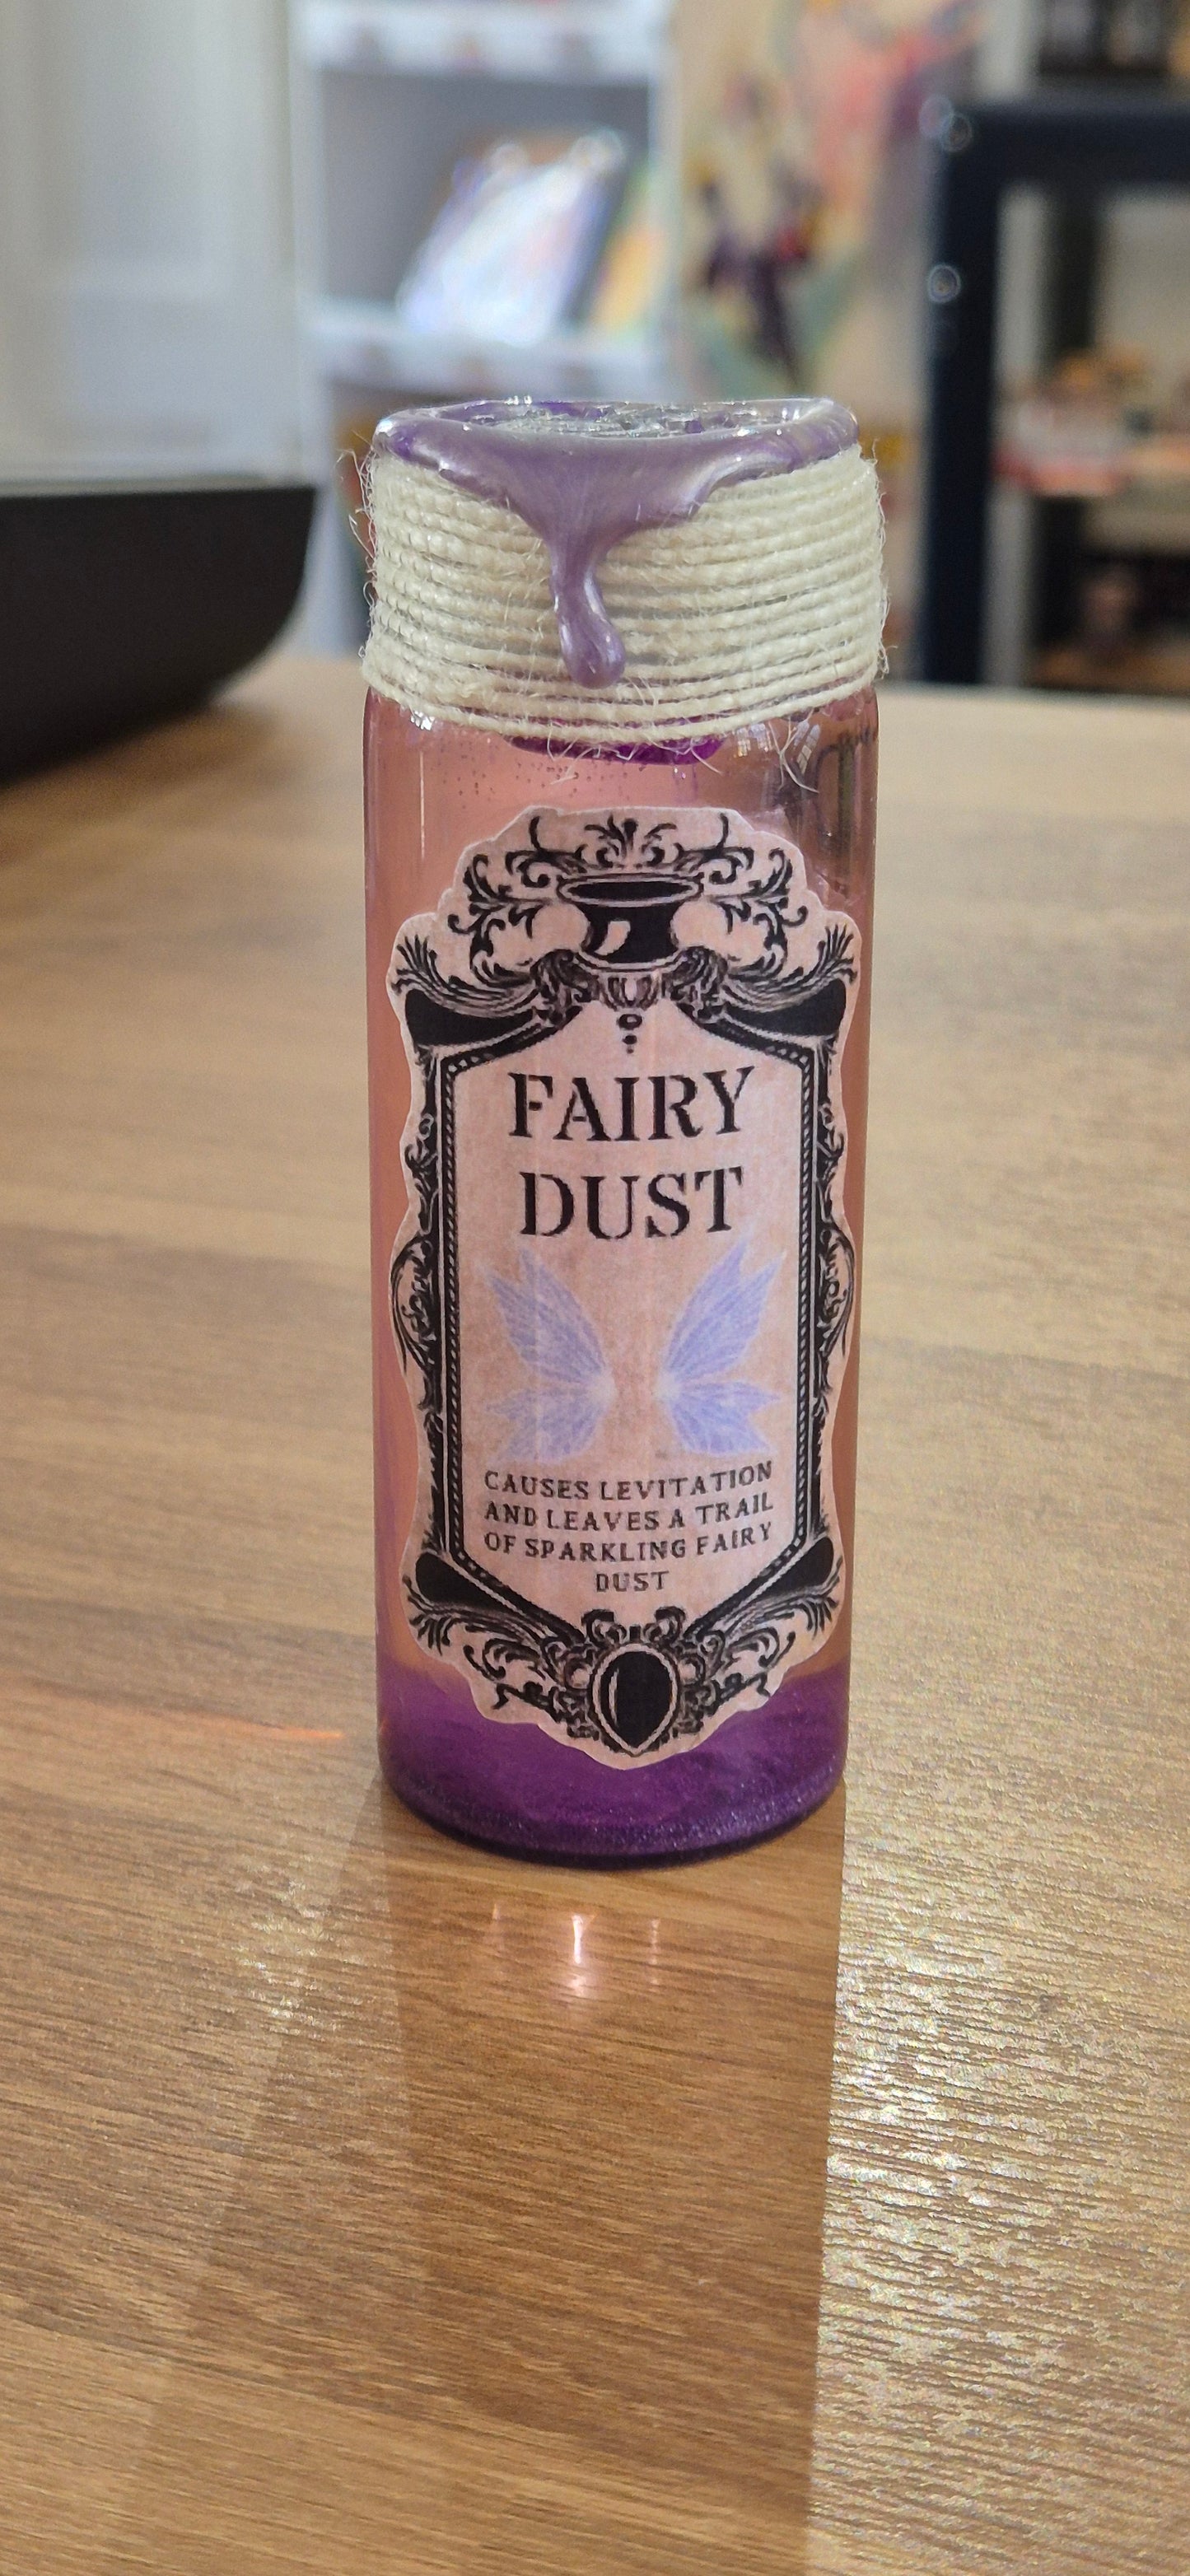 FAIRY
DUST
CAUSES LEVITATION
AND LEAVES A TRAIL
OF SPARKLING FAIRY
DUST